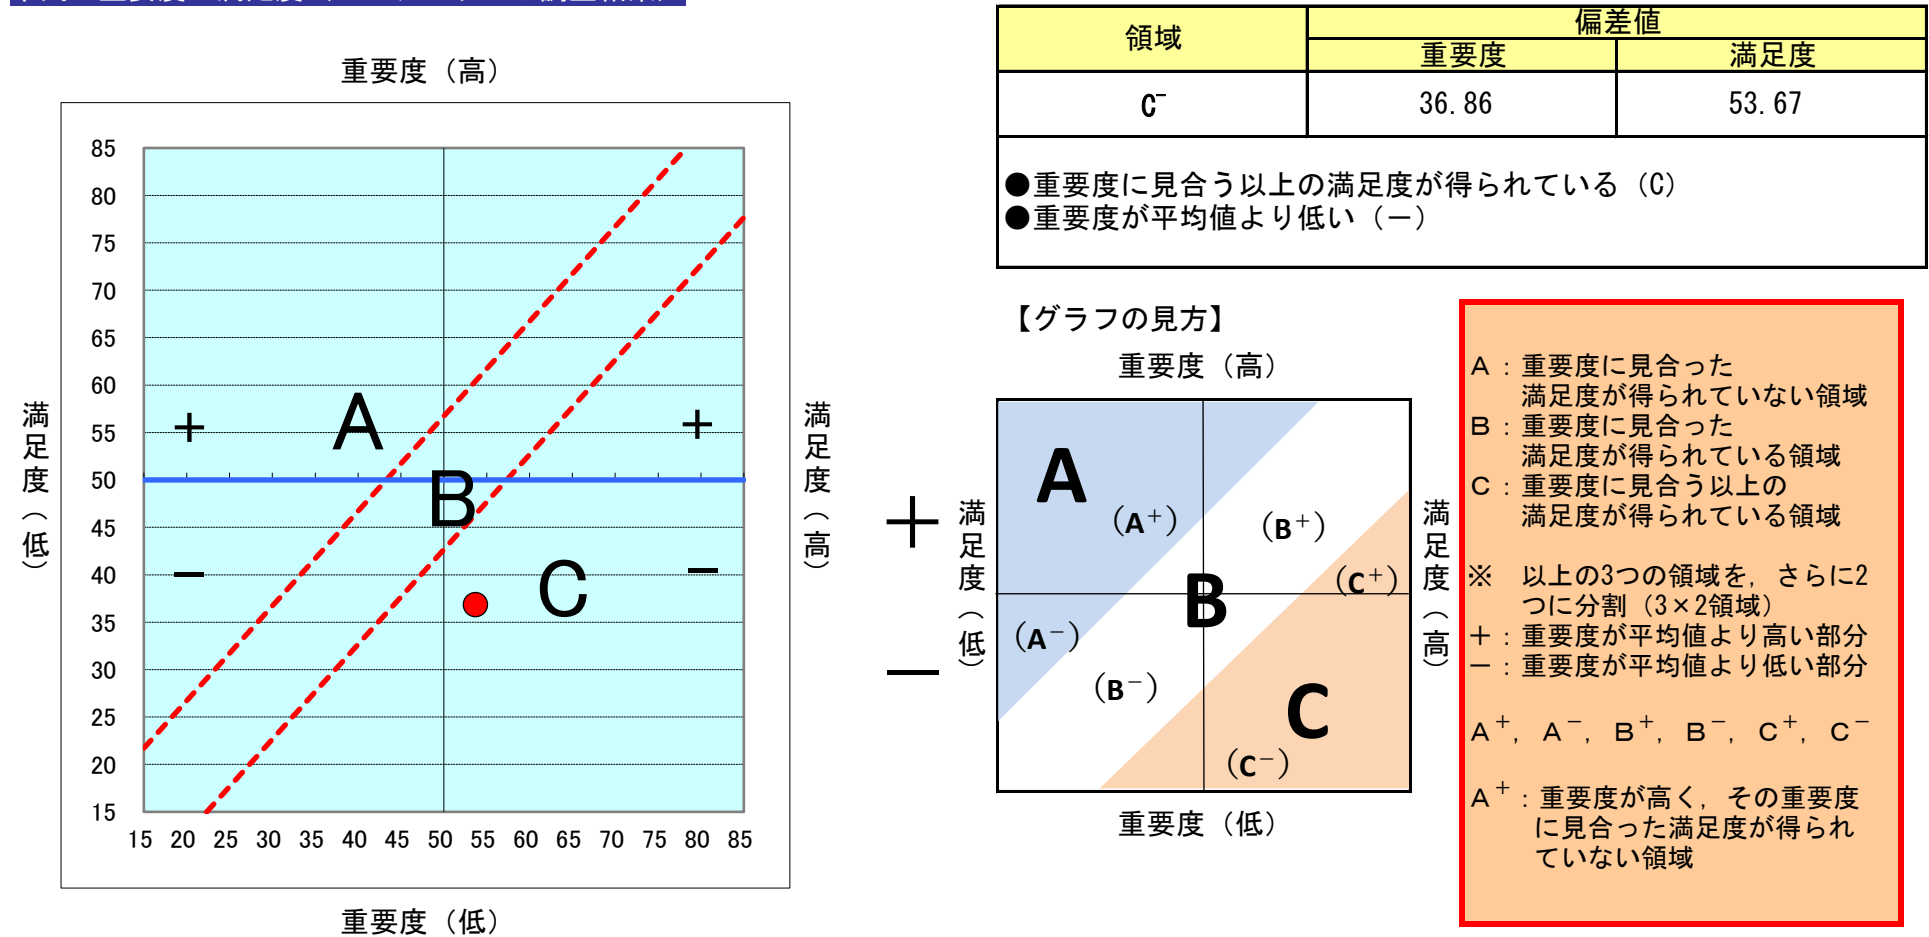 領域
偏差値
重要度
満足度
C⁻
36.86
53.67
●重要度に見合う以上の満足度が得られている（C）
●重要度が平均値より低い（－）
重要度（高）
85
80
75
70
65
60
55
50
45
40
35
30
25
20
15
15 20 25 30 35 40 45 50 55 60 65 70 75 80 85
満足度（低）
満足度（高）
＋
＋
A
B
C
－
－
重要度（低）
【グラフの見方】
重要度（高）
＋
－
満足度（低）
満足度（高）
A
（A⁺）
（B⁺）
（C⁺）
B
（A⁻）
（B⁻）
C
（C⁻）
重要度（低）
A：重要度に見合った
満足度が得られていない領域
B：重要度に見合った
満足度が得られている領域
C：重要度に見合う以上の
満足度が得られている領域
※　以上の3つの領域を，さらに2
つに分割（3×2領域）
＋：重要度が平均値より高い部分
－：重要度が平均値より低い部分
A⁺，A⁻，B⁺，B⁻，C⁺，C⁻
A⁺：重要度が高く，その重要度
に見合った満足度が得られ
ていない領域